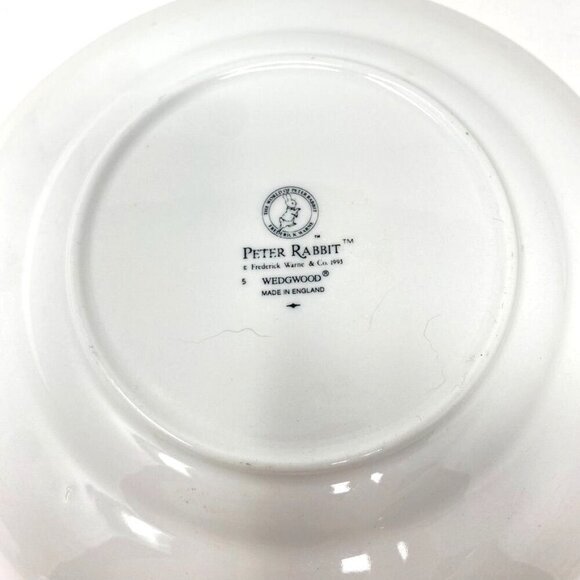 THE WORLD OF PETER RABBIT
FREDERICK WARNE
™
PETER RABBIT™
© Frederick Warne & Co. 1993
5 WEDGWOOD®
MADE IN ENGLAND